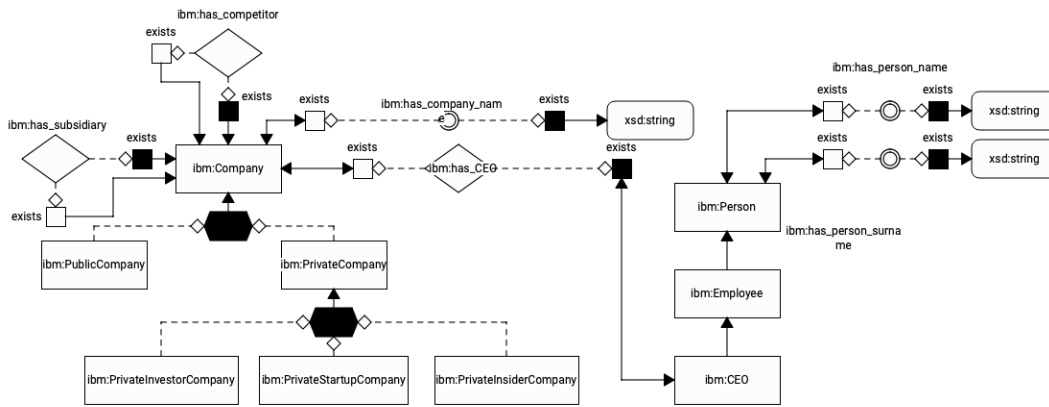 ibm:has_competitor
exists
exists
ibm:has_subsidiary
exists
exists
ibm:Company
exists
ibm:has_company_nam
e
exists
xsd:string
exists
ibm:has_CEO
exists
ibm:has_person_name
exists
exists
xsd:string
exists
exists
xsd:string
ibm:Person
ibm:has_person_surna
me
ibm:PublicCompany
ibm:PrivateCompany
ibm:Employee
ibm:PrivateInvestorCompany
ibm:PrivateStartupCompany
ibm:PrivateInsiderCompany
ibm:CEO